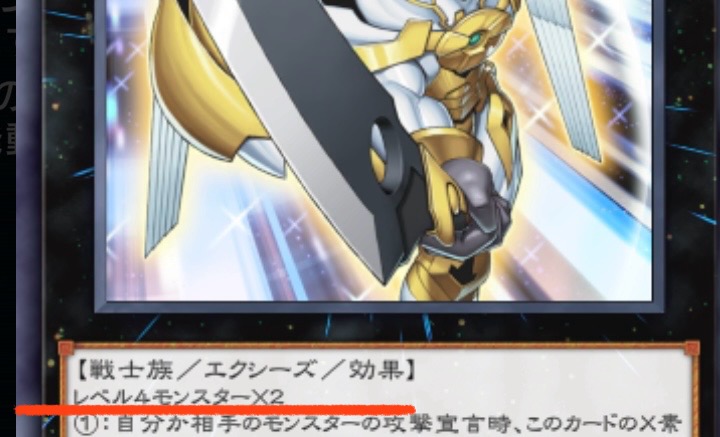 【戦士族／エクシーズ／効果】
レベル4モンスター×2
①：自分か相手のモンスターの攻撃宣言時、このカードのX素